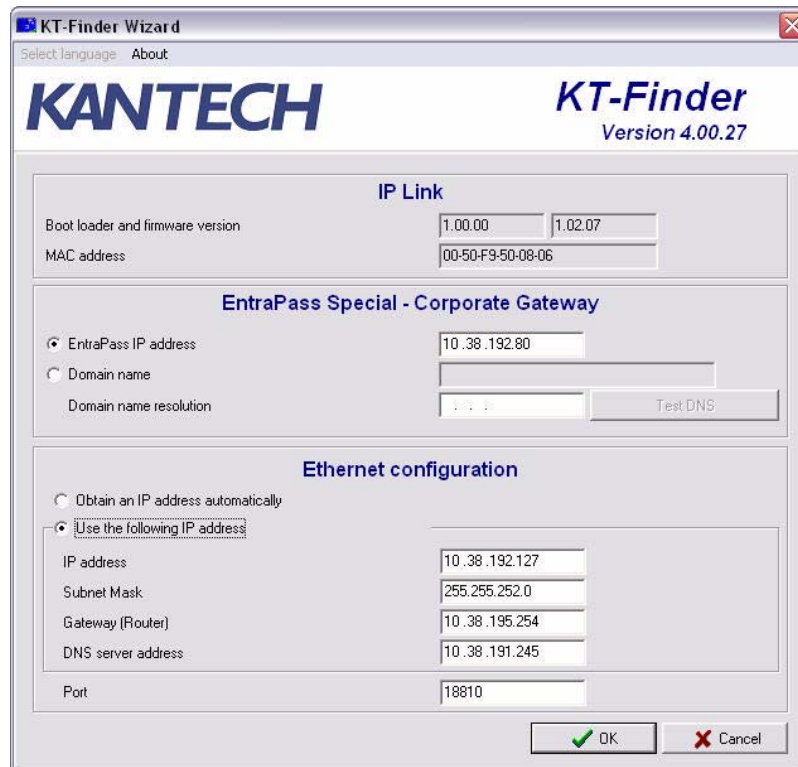 KT-Finder Wizard
Select language About
KANTECH
KT-Finder
Version 4.00.27
IP Link
Boot loader and firmware version 1.00.00 1.02.07
MAC address 00-50-F9-50-08-06
EntraPass Special - Corporate Gateway
EntraPass IP address 10 .38 .192.80
Domain name
Domain name resolution . . . Test DNS
Ethernet configuration
Obtain an IP address automatically
Use the following IP address
IP address 10 .38 .192.127
Subnet Mask 255.255.252.0
Gateway (Router) 10 .38 .195.254
DNS server address 10 .38 .191.245
Port 18810
OK Cancel